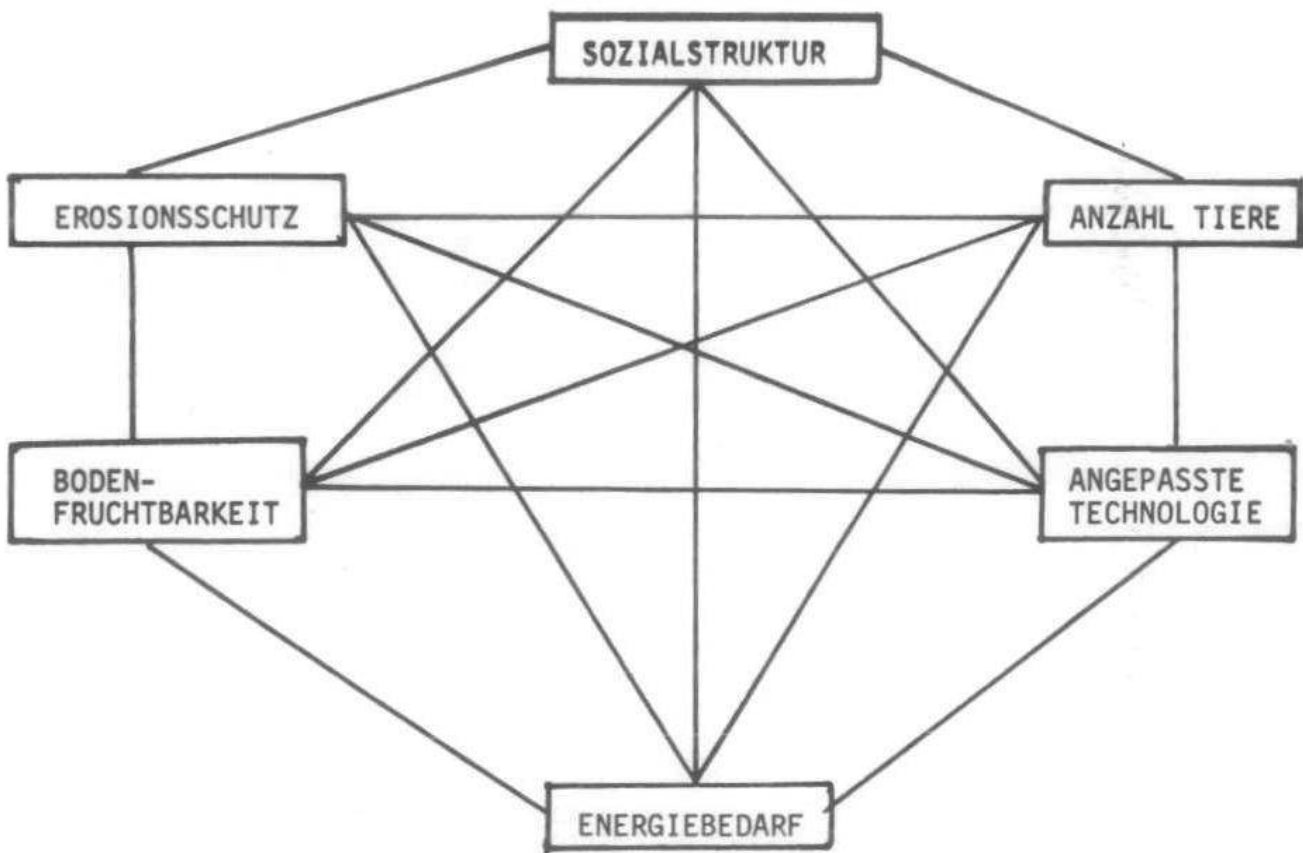 SOZIALSTRUKTUR
EROSIONSSCHUTZ
ANZAHL TIERE
BODEN-
FRUCHTBARKEIT
ANGEPASSTE
TECHNOLOGIE
ENERGIEBEDARF